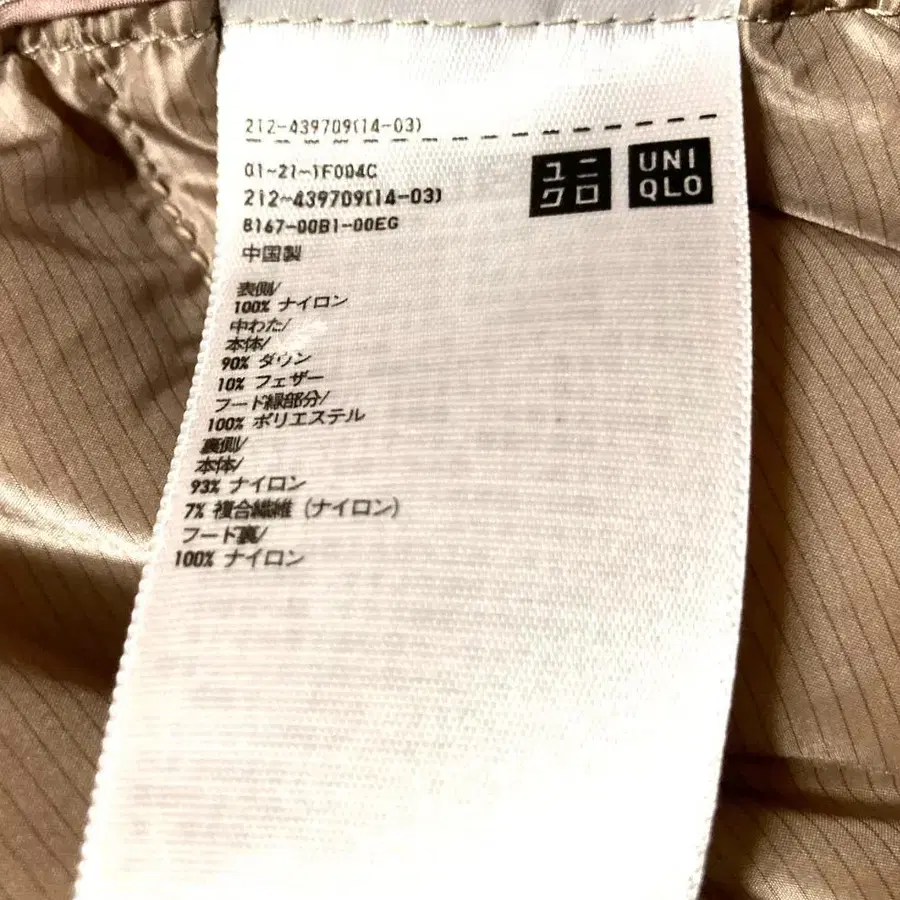 212-439709(14-03)
01-21-1F004C
212-439709(14-03)
8167-00B1-00EG
中国製
ユニ
クロ
UNI
QLO
表側/
100% ナイロン
中わた/
本体/
90% ダウン
10% フェザー
フード縁部分/
100% ポリエステル
裏側/
本体/
93% ナイロン
7% 複合繊維 (ナイロン)
フード裏/
100% ナイロン